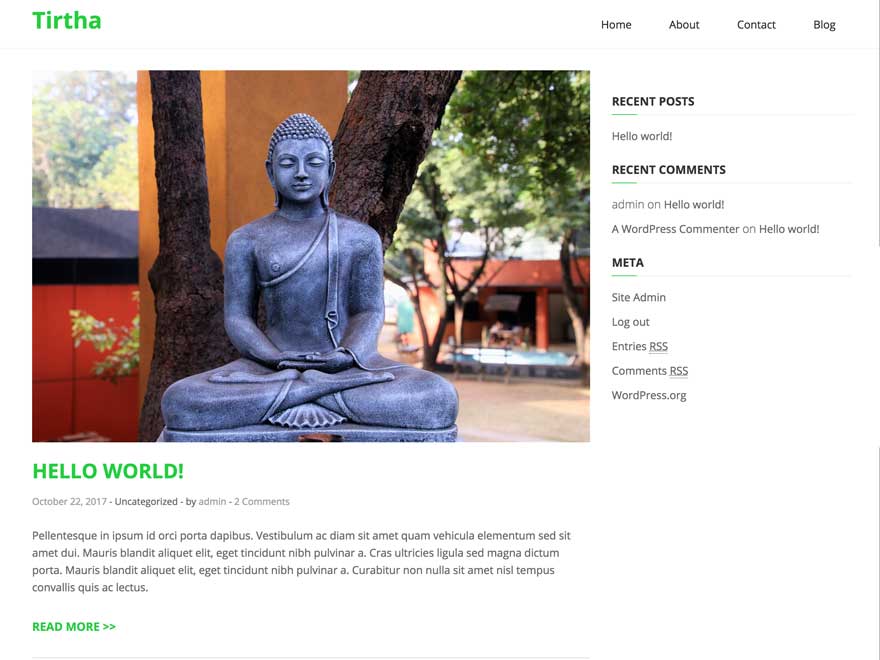 Tirtha
Home
About
Contact
Blog
HELLO WORLD!
October 22, 2017 - Uncategorized - by admin - 2 Comments
Pellentesque in ipsum id orci porta dapibus. Vestibulum ac diam sit amet quam vehicula elementum sed sit
amet dui. Mauris blandit aliquet elit, eget tincidunt nibh pulvinar a. Cras ultricies ligula sed magna dictum
porta. Mauris blandit aliquet elit, eget tincidunt nibh pulvinar a. Curabitur non nulla sit amet nisl tempus
convallis quis ac lectus.
READ MORE >>
RECENT POSTS
Hello world!
RECENT COMMENTS
admin on Hello world!
A WordPress Commenter on Hello world!
META
Site Admin
Log out
Entries RSS
Comments RSS
WordPress.org